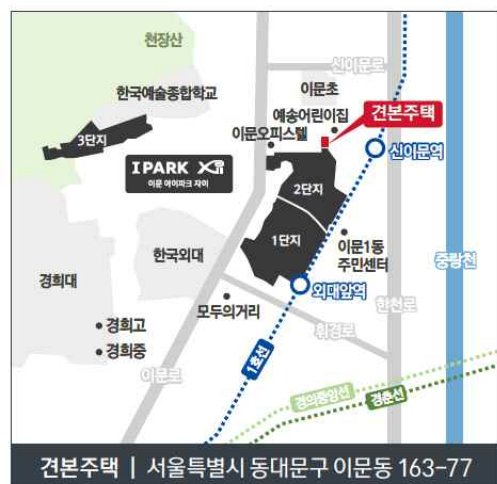 천장산
신이문로
한국예술종합학교
이문초
예송어린이집
3단지
이문오피스텔
견본주택
신이문역
IPARK XI
이문 아이파크 자이
2단지
1단지
이문1동
주민센터
한국외대
경희대
중랑천
외대앞역
모두의거리
한천로
경희고
휘경로
경희중
이문로
1호선
경의중앙선
경춘선
견본주택 | 서울특별시 동대문구 이문동 163-77